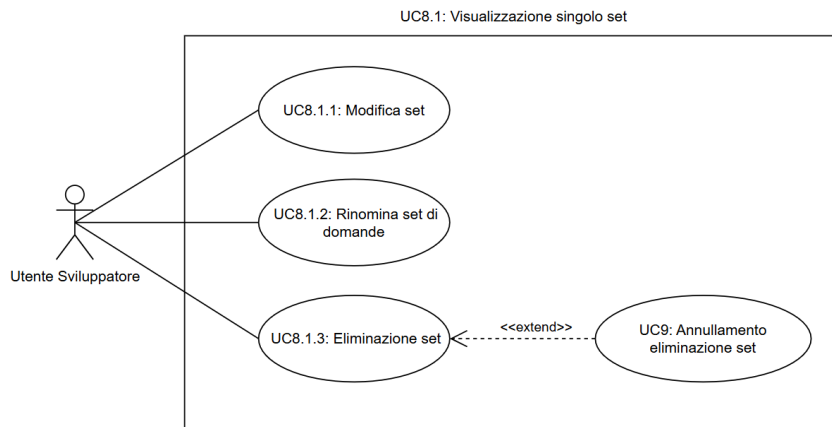 UC8.1: Visualizzazione singolo set
UC8.1.1: Modifica set
UC8.1.2: Rinomina set di
domande
Utente Sviluppatore
UC8.1.3: Eliminazione set
<<extend>>
UC9: Annullamento
eliminazione set